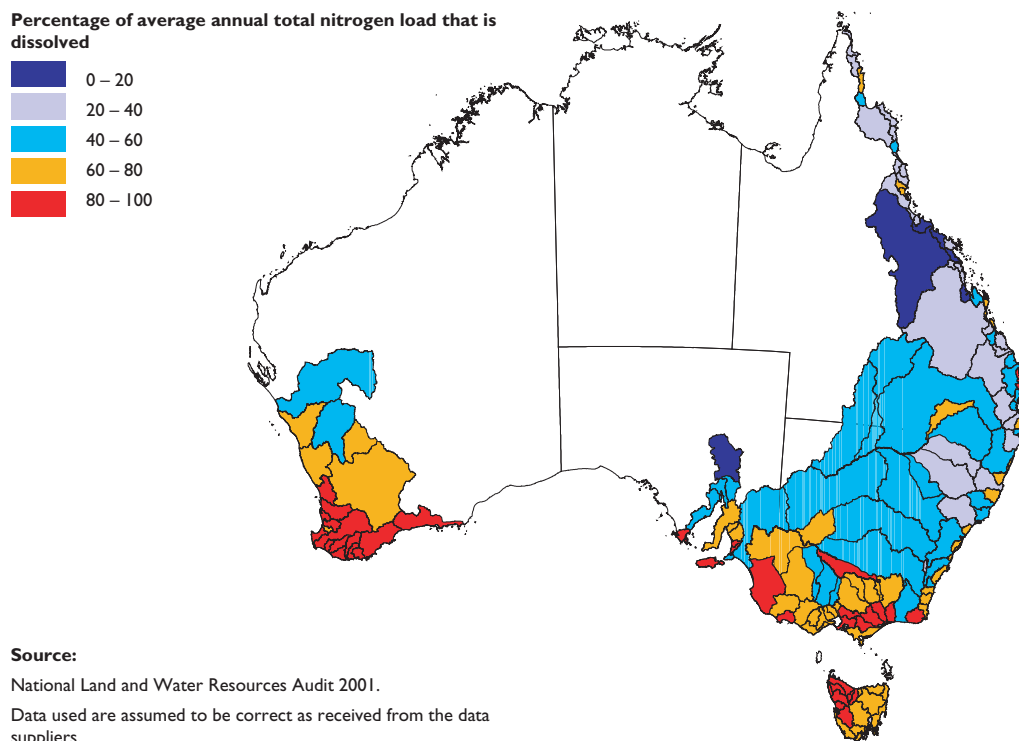 Percentage of average annual total nitrogen load that is
dissolved
0 – 20
20 – 40
40 – 60
60 – 80
80 – 100
Source:
National Land and Water Resources Audit 2001.
Data used are assumed to be correct as received from the data
suppliers.